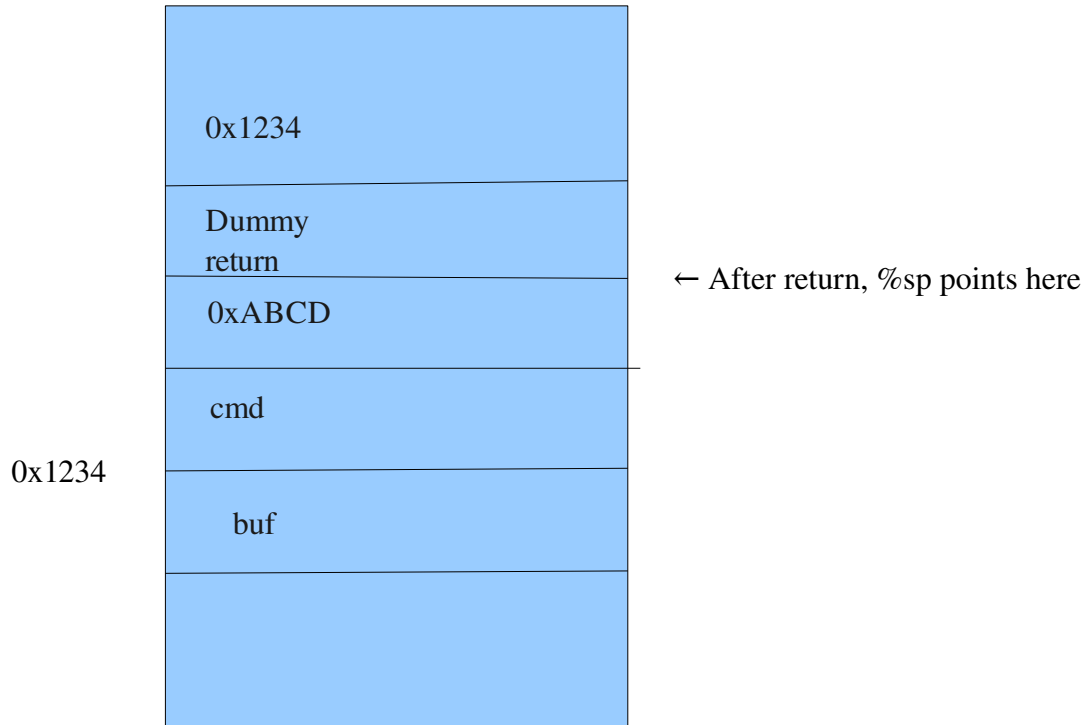 0x1234
Dummy
return
← After return, %sp points here
0xABCD
cmd
0x1234
buf